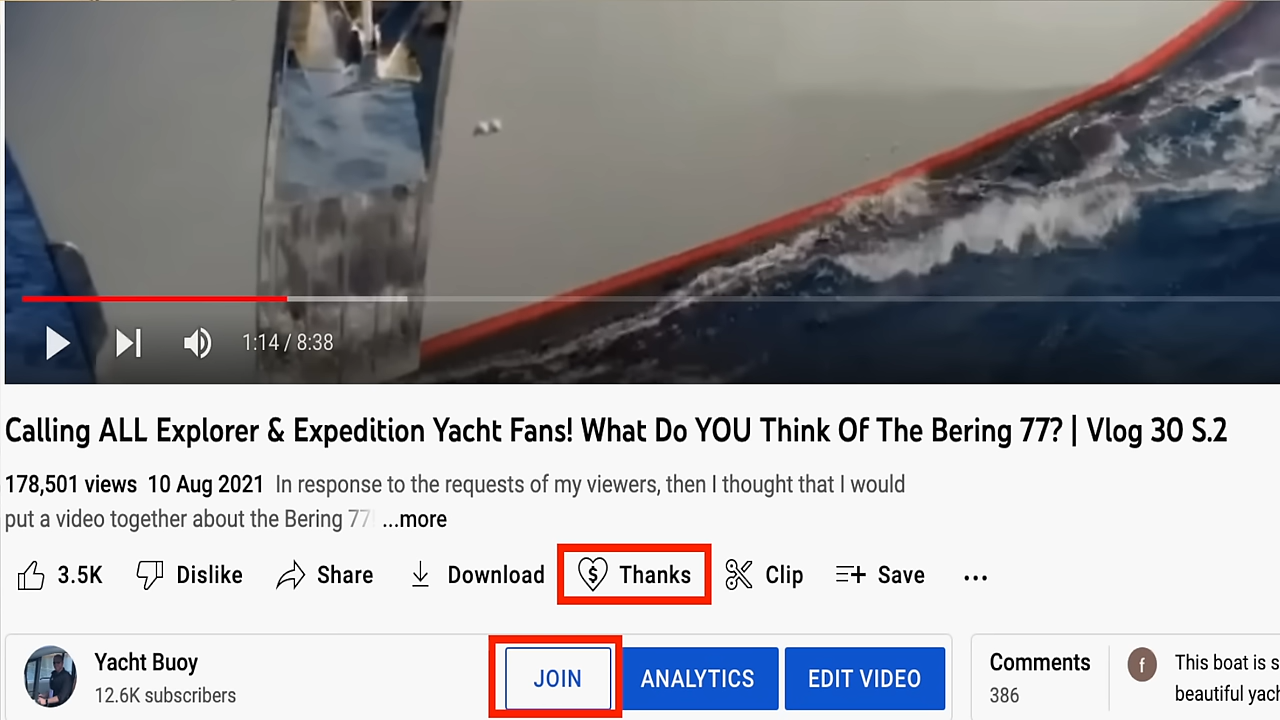 1:14 / 8:38
Calling ALL Explorer & Expedition Yacht Fans! What Do YOU Think Of The Bering 77? | Vlog 30 S.2
178,501 views 10 Aug 2021 In response to the requests of my viewers, then I thought that I would
put a video together about the Bering 77 ...more
3.5K Dislike Share Download $ Thanks Clip Save ...
Yacht Buoy
12.6K subscribers
JOIN ANALYTICS EDIT VIDEO
Comments
386
f
This boat is s
beautiful yach